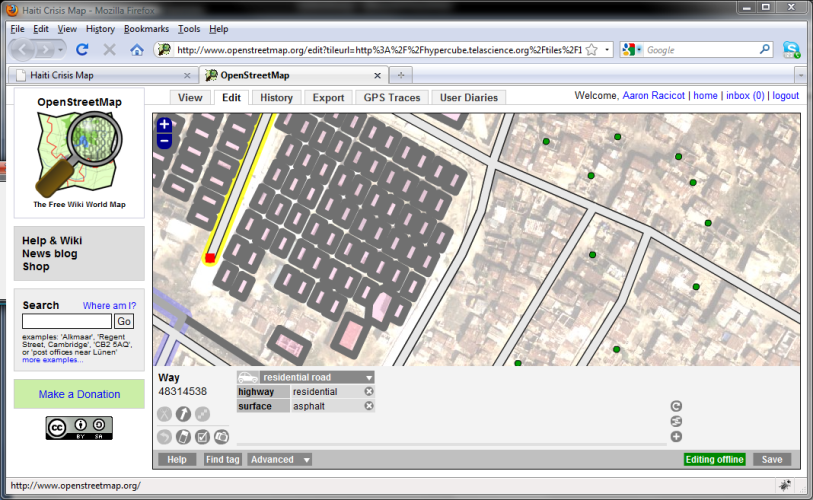 Haiti Crisis Map - Mozilla Firefox
File Edit View History Bookmarks Tools Help
http://www.openstreetmap.org/edit?tileurl=http%3A%2F%2Fhypercube.telascience.org%2Ftiles%2F1
Google
Haiti Crisis Map
OpenStreetMap
OpenStreetMap
The Free Wiki World Map
View Edit History Export GPS Traces User Diaries
Welcome, Aaron Racicot | home | inbox (0) | logout
Help & Wiki
News blog
Shop
Search Where am I?
Go
examples: 'Alkmaar', 'Regent
Street, Cambridge', 'CB2 5AQ',
or 'post offices near Lünen'
more examples...
Make a Donation
cc
BY SA
+
−
Way
48314538
residential road
highway residential
surface asphalt
Help Find tag Advanced
Editing offline Save
http://www.openstreetmap.org/